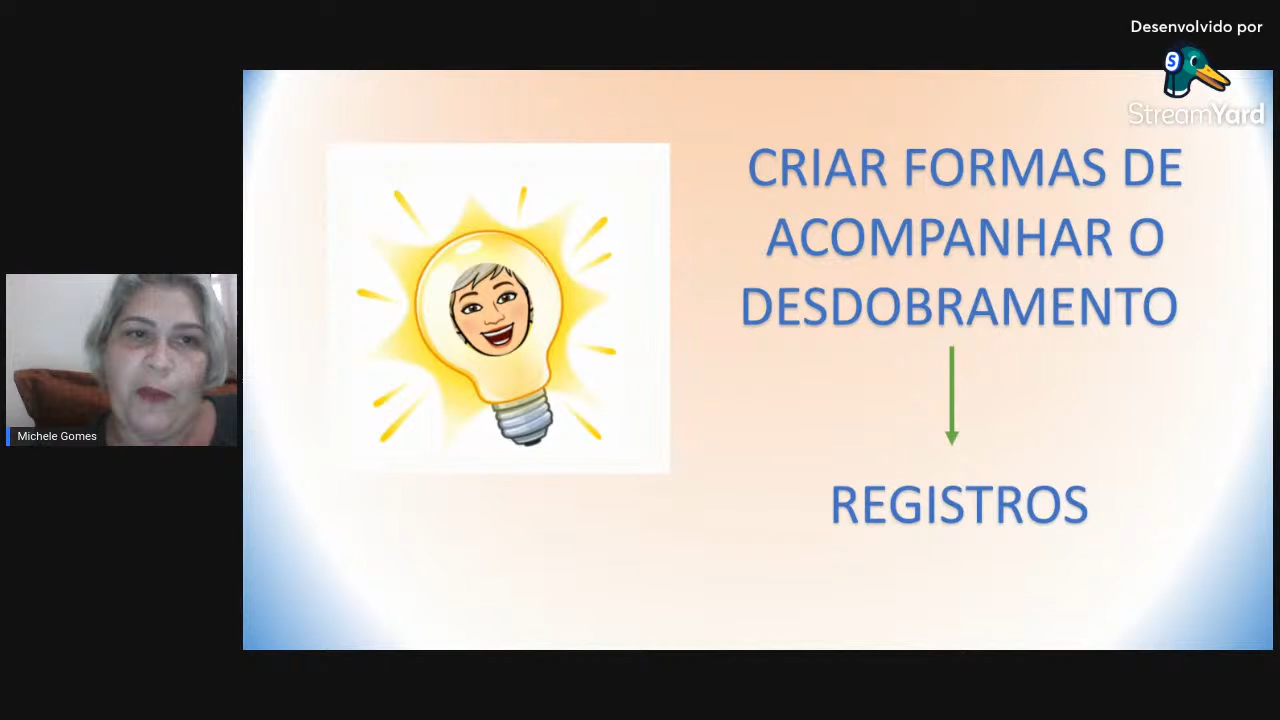 Desenvolvido por
S
StreamYard
CRIAR FORMAS DE
ACOMPANHAR O
DESDOBRAMENTO
REGISTROS
Michele Gomes